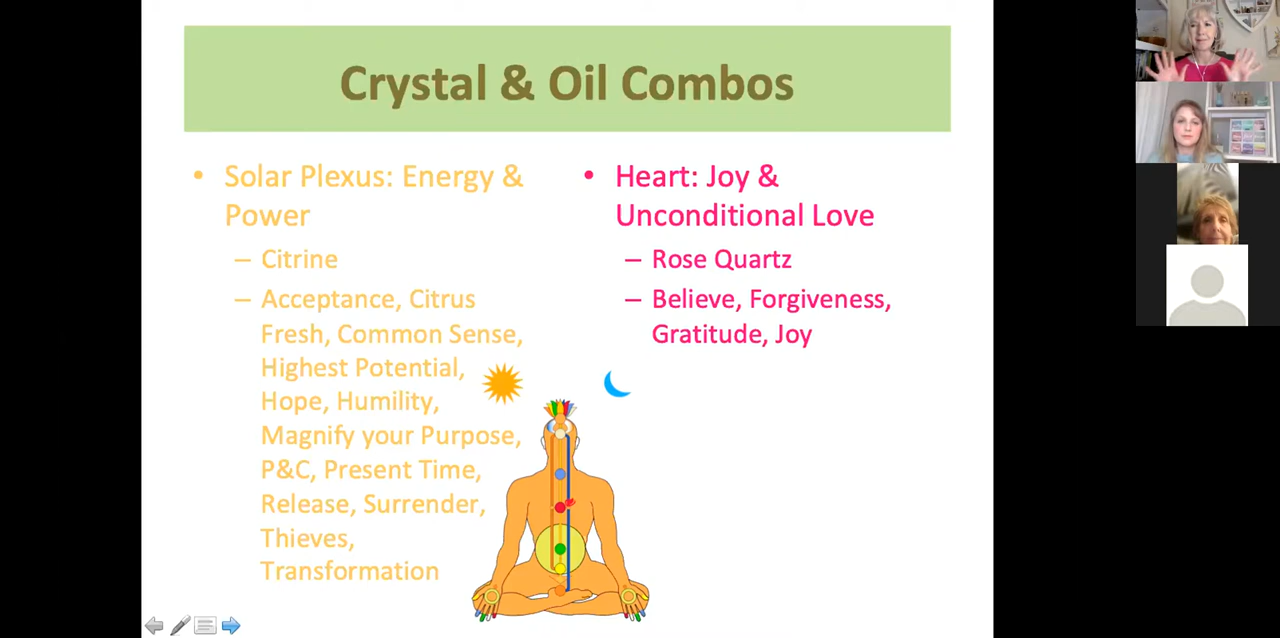 Crystal & Oil Combos
• Solar Plexus: Energy &
Power
– Citrine
– Acceptance, Citrus
Fresh, Common Sense,
Highest Potential,
Hope, Humility,
Magnify your Purpose,
P&C, Present Time,
Release, Surrender,
Thieves,
Transformation
• Heart: Joy &
Unconditional Love
– Rose Quartz
– Believe, Forgiveness,
Gratitude, Joy